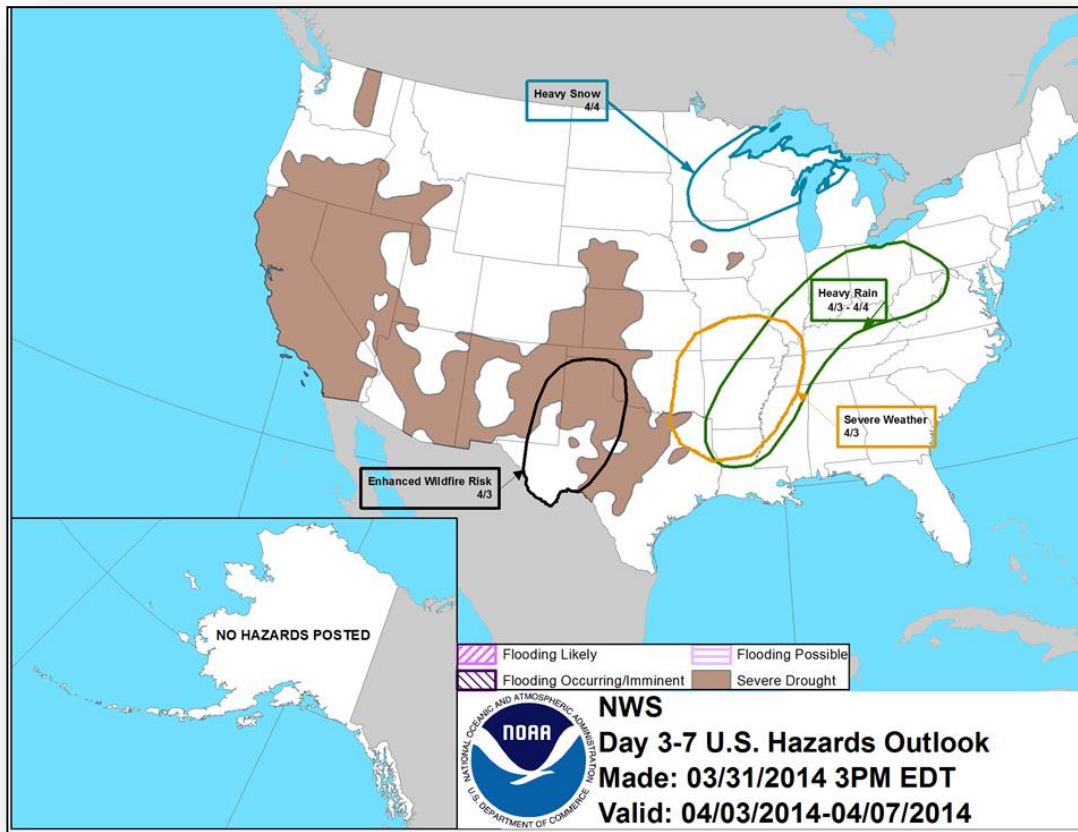 Heavy Snow
4/4
Heavy Rain
4/3 - 4/4
Severe Weather
4/3
Enhanced Wildfire Risk
4/3
NO HAZARDS POSTED
Flooding Likely
Flooding Possible
Flooding Occurring/Imminent
Severe Drought
NATIONAL OCEANIC AND ATMOSPHERIC ADMINISTRATION
NOAA
U.S. DEPARTMENT OF COMMERCE
NWS
Day 3-7 U.S. Hazards Outlook
Made: 03/31/2014 3PM EDT
Valid: 04/03/2014-04/07/2014